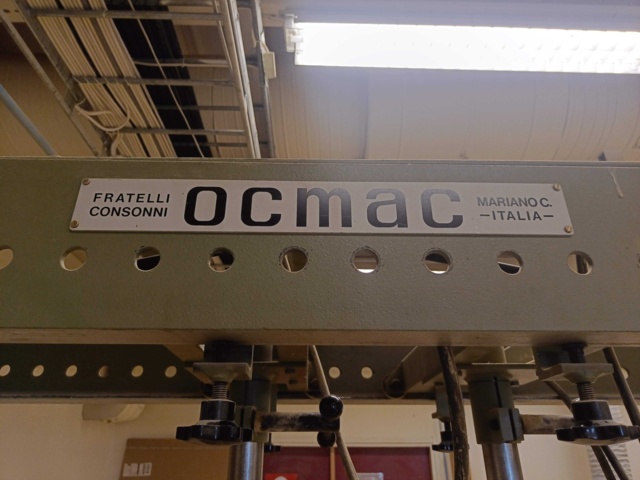 FRATELLI
CONSONNI
ocmac
MARIANO C.
—ITALIA—